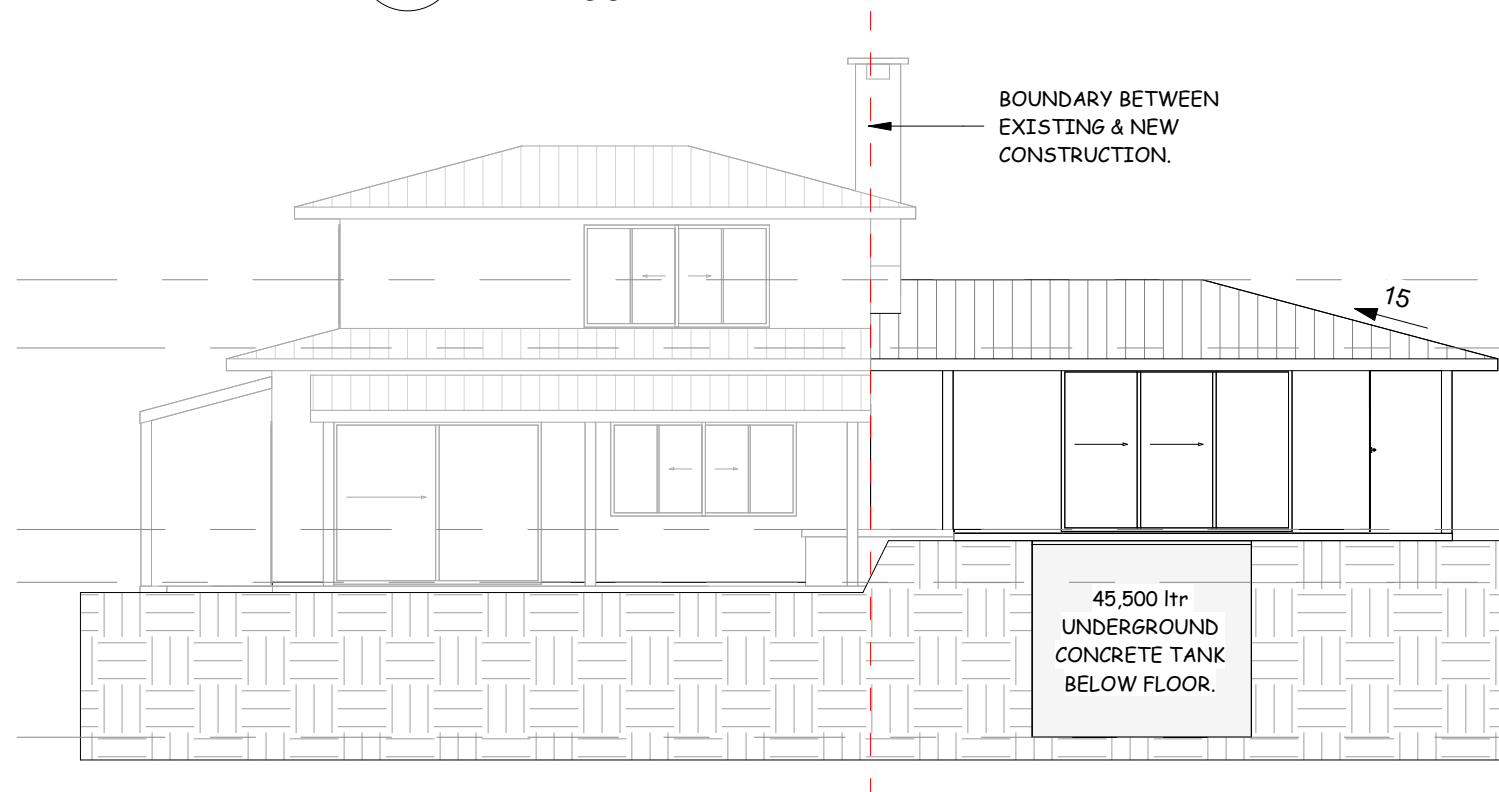 BOUNDARY BETWEEN
EXISTING & NEW
CONSTRUCTION.
15
45,500 ltr
UNDERGROUND
CONCRETE TANK
BELOW FLOOR.